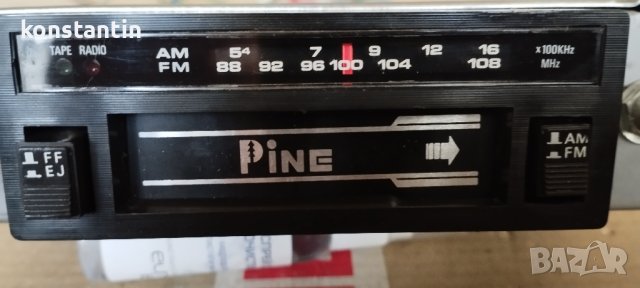 konstantin
TAPE RADIO
AM 54 7 9 12 16 x100KHz
FM 88 92 96 100 104 108 MHz
FF
EJ
PiNE
AM
FM
BAZAR